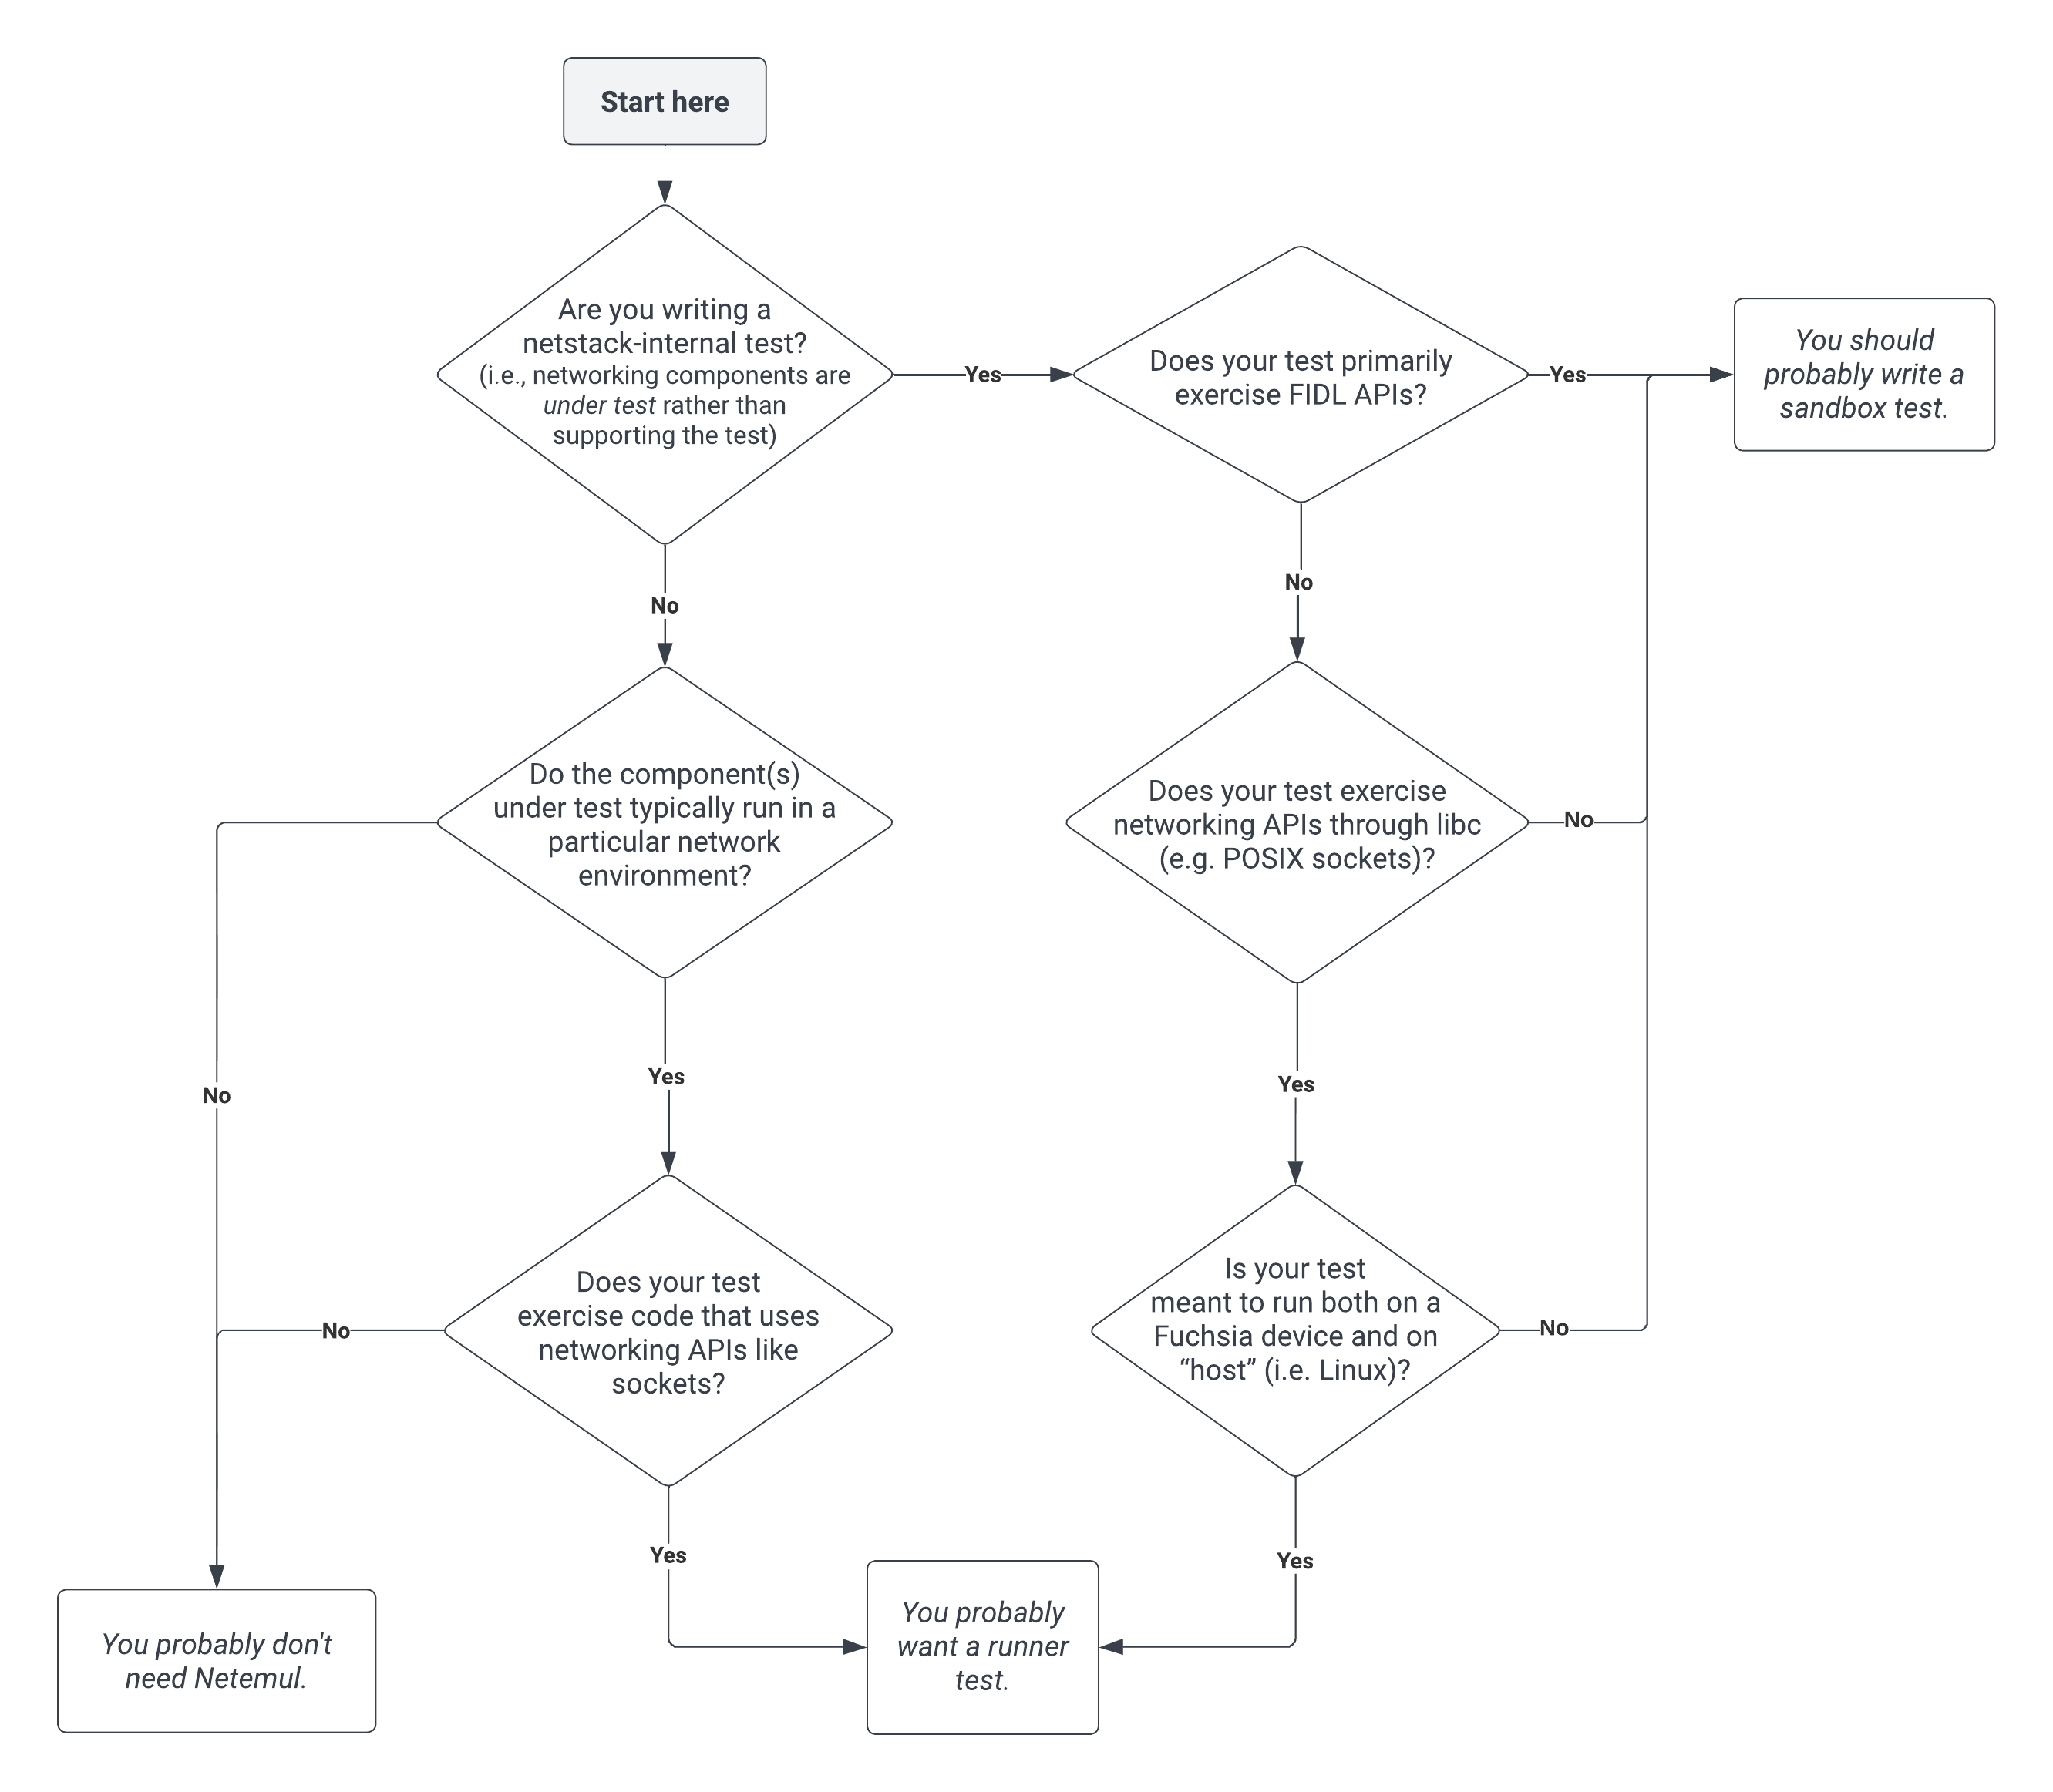 Start here
Are you writing a
netstack-internal test?
(i.e., networking components are
under test rather than
supporting the test)
Yes
Does your test primarily
exercise FIDL APIs?
Yes
You should
probably write a
sandbox test.
No
No
Do the component(s)
under test typically run in a
particular network
environment?
Does your test exercise
networking APIs through libc
(e.g. POSIX sockets)?
No
No
Yes
Yes
Does your test
exercise code that uses
networking APIs like
sockets?
No
Is your test
meant to run both on a
Fuchsia device and on
“host” (i.e. Linux)?
No
Yes
Yes
You probably don't
need Netemul.
You probably
want a runner
test.